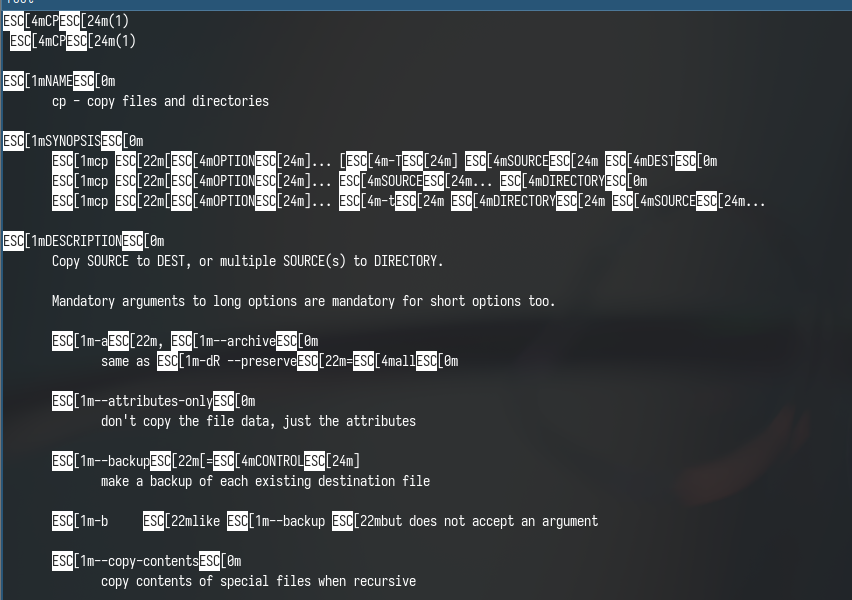 ESC[4mCPESC[24m(1)
ESC[4mCPESC[24m(1)
ESC[1mNAMEESC[0m
cp - copy files and directories
ESC[1mSYNOPSISESC[0m
ESC[1mcp ESC[22m[ESC[4mOPTIONESC[24m]... [ESC[4m-TESC[24m] ESC[4mSOURCEESC[24m ESC[4mDESTESC[0m
ESC[1mcp ESC[22m[ESC[4mOPTIONESC[24m]... ESC[4mSOURCEESC[24m... ESC[4mDIRECTORYESC[0m
ESC[1mcp ESC[22m[ESC[4mOPTIONESC[24m]... ESC[4m-tESC[24m ESC[4mDIRECTORYESC[24m ESC[4mSOURCEESC[24m...
ESC[1mDESCRIPTIONESC[0m
Copy SOURCE to DEST, or multiple SOURCE(s) to DIRECTORY.
Mandatory arguments to long options are mandatory for short options too.
ESC[1m-aESC[22m, ESC[1m--archiveESC[0m
same as ESC[1m-dR --preserveESC[22m=ESC[4mallESC[0m
ESC[1m--attributes-onlyESC[0m
don't copy the file data, just the attributes
ESC[1m--backupESC[22m[=ESC[4mCONTROLESC[24m]
make a backup of each existing destination file
ESC[1m-b     ESC[22mlike ESC[1m--backup ESC[22mbut does not accept an argument
ESC[1m--copy-contentsESC[0m
copy contents of special files when recursive